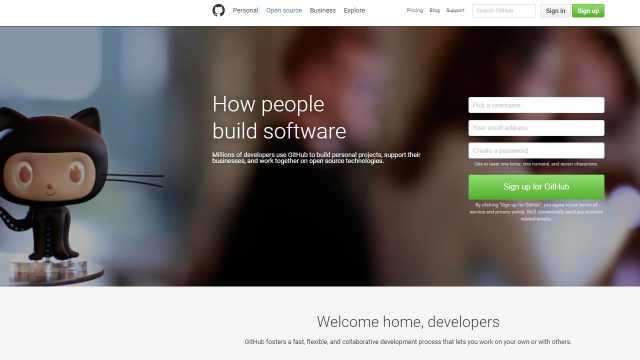 Personal Open source Business Explore Pricing Blog Support Search GitHub Sign in Sign up
How people
build software
Millions of developers use GitHub to build personal projects, support their
businesses, and work together on open source technologies.
Pick a username
Your email address
Create a password
Use at least one letter, one numeral, and seven characters.
Sign up for GitHub
By clicking "Sign up for GitHub", you agree to our terms of
service and privacy policy. We'll occasionally send you account
related emails.
Welcome home, developers
GitHub fosters a fast, flexible, and collaborative development process that lets you work on your own or with others.